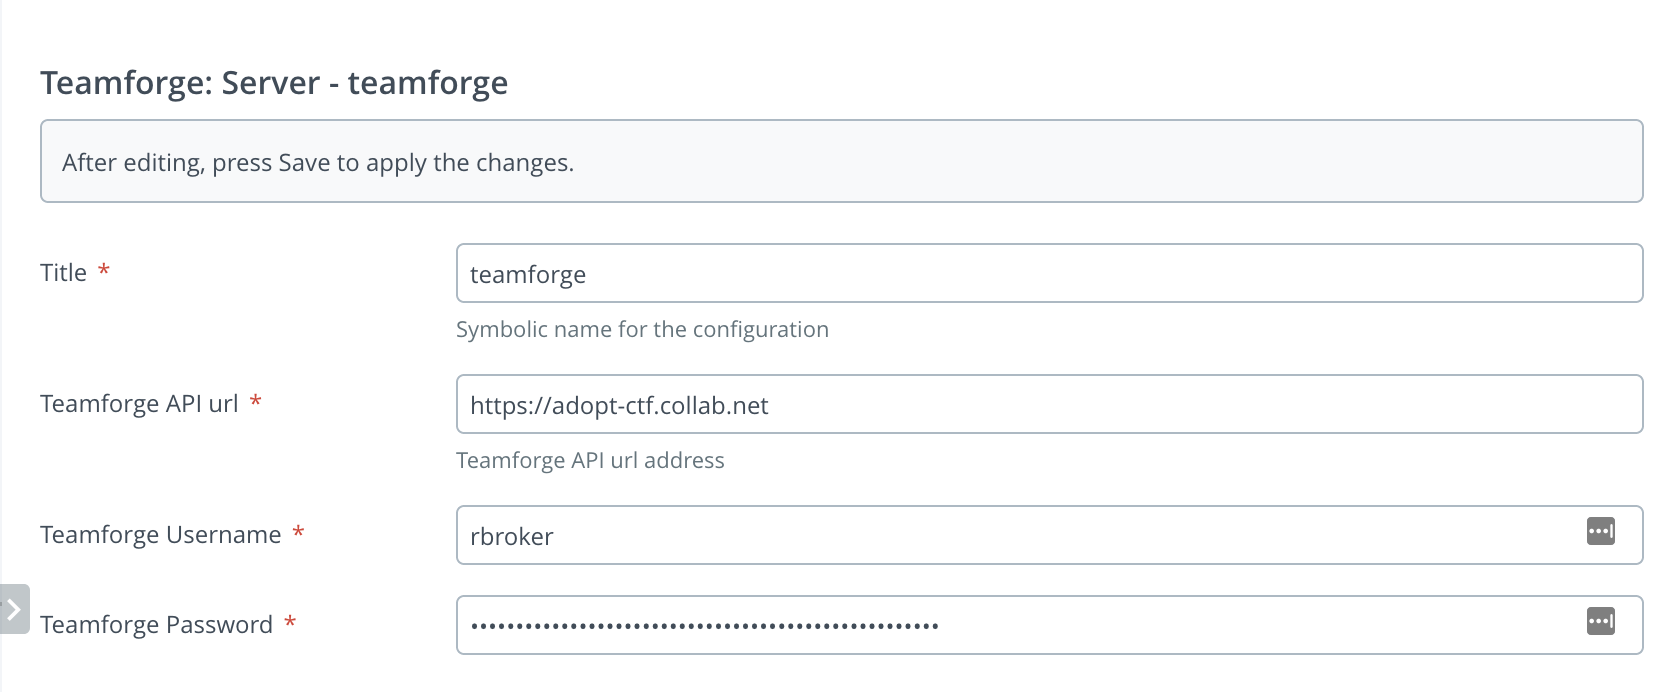 Teamforge: Server - teamforge
After editing, press Save to apply the changes.
Title *
teamforge
Symbolic name for the configuration
Teamforge API url *
https://adopt-ctf.collab.net
Teamforge API url address
Teamforge Username *
rbroker
Teamforge Password *
••••••••••••••••••••••••••••••••••••••••••••••••••••